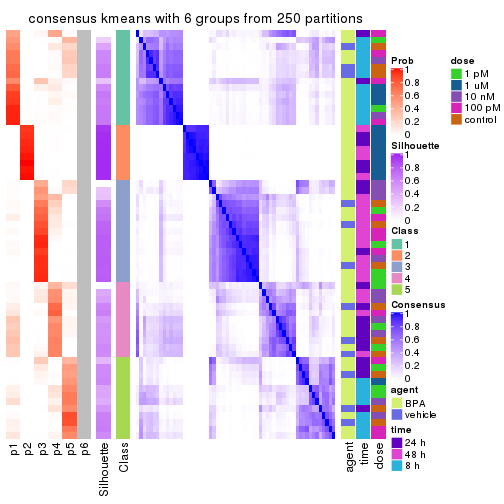 consensus kmeans with 6 groups from 250 partitions
Prob
1
0.8
0.6
0.4
0.2
0
dose
1 pM
1 uM
10 nM
100 pM
control
Silhouette
1
0.8
0.6
0.4
0.2
0
Class
1
2
3
4
5
Consensus
1
0.8
0.6
0.4
0.2
0
agent
BPA
vehicle
time
24 h
48 h
8 h
p1
p2
p3
p4
p5
p6
Silhouette
Class
agent
time
dose